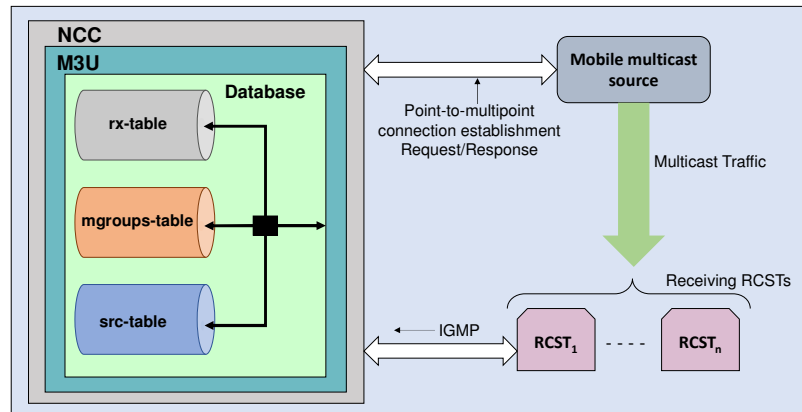 NCC
M3U
Database
rx-table
mgroups-table
src-table
Mobile multicast
source
Point-to-multipoint
connection establishment
Request/Response
Multicast Traffic
Receiving RCSTs
IGMP
RCST1
- - - -
RCSTn